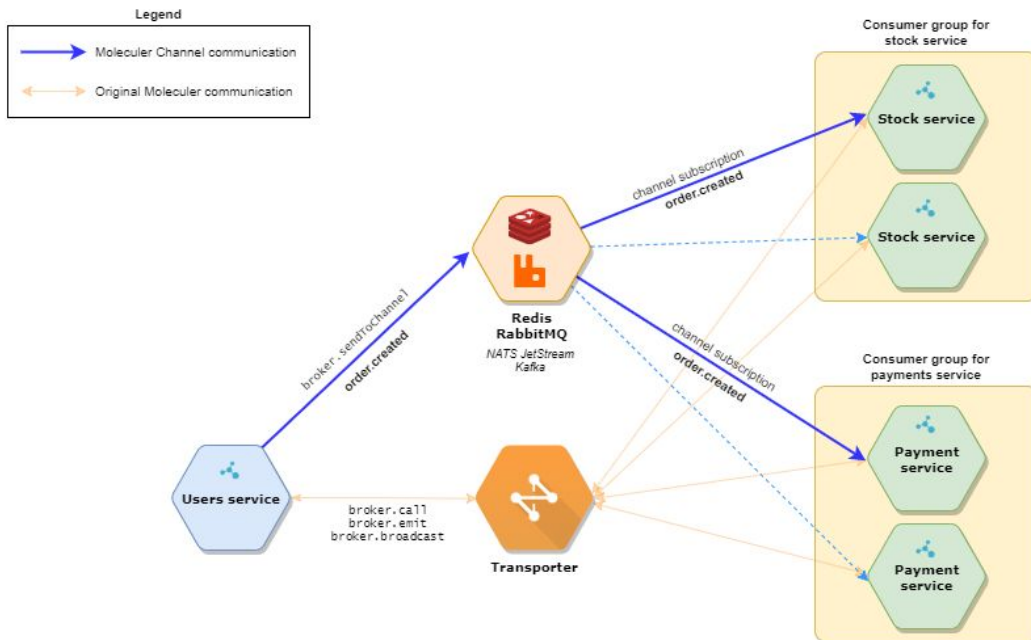 Legend
Moleculer Channel communication
Original Moleculer communication
Consumer group for
stock service
Stock service
Stock service
channel subscription
order.created
broker.sendToChannel
order.created
Redis
RabbitMQ
NATS JetStream
Kafka
channel subscription
order.created
Consumer group for
payments service
Payment
service
Payment
service
Users service
broker.call
broker.emit
broker.broadcast
Transporter